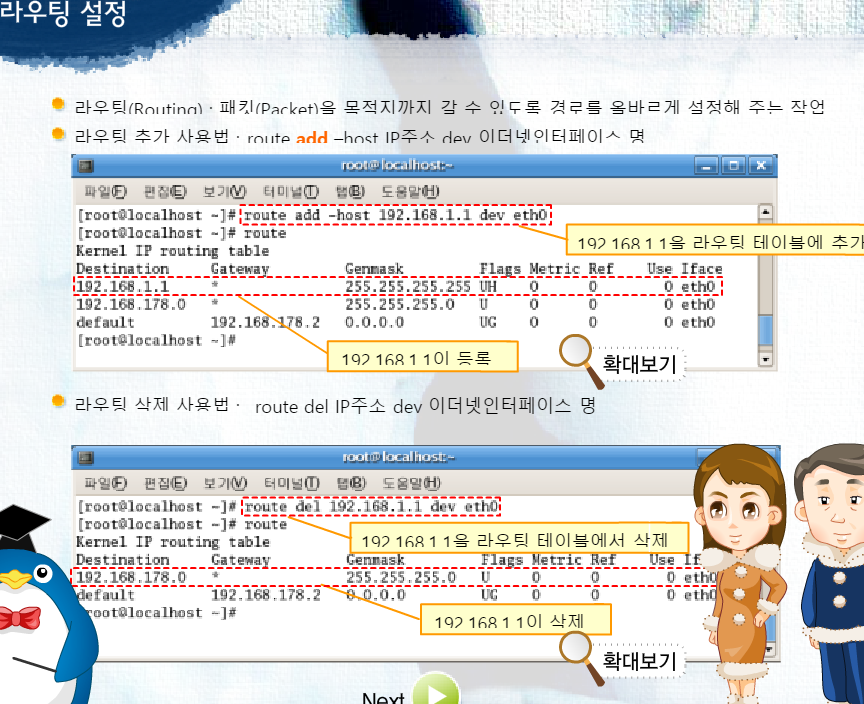 라우팅 설정
라우팅(Routing) : 패킷(Packet)을 목적지까지 갈 수 있도록 경로를 올바르게 설정해 주는 작업
라우팅 추가 사용법 : route add –host IP주소 dev 이더넷인터페이스 명
root@localhost:~
파일(F) 편집(E) 보기(V) 터미널(T) 탭(B) 도움말(H)
[root@localhost ~]# route add -host 192.168.1.1 dev eth0
[root@localhost ~]# route
192.168.1.1을 라우팅 테이블에 추가
Kernel IP routing table
Destination Gateway Genmask Flags Metric Ref Use Iface
192.168.1.1 * 255.255.255.255 UH 0 0 0 eth0
192.168.178.0 * 255.255.255.0 U 0 0 0 eth0
default 192.168.178.2 0.0.0.0 UG 0 0 0 eth0
[root@localhost ~]#
192.168.1.1이 등록
확대보기
라우팅 삭제 사용법 : route del IP주소 dev 이더넷인터페이스 명
root@localhost:~
파일(F) 편집(E) 보기(V) 터미널(T) 탭(B) 도움말(H)
[root@localhost ~]# route del 192.168.1.1 dev eth0
[root@localhost ~]# route
192.168.1.1을 라우팅 테이블에서 삭제
Kernel IP routing table
Destination Gateway Genmask Flags Metric Ref Use If
192.168.178.0 * 255.255.255.0 U 0 0 0 eth0
default 192.168.178.2 0.0.0.0 UG 0 0 0 eth0
root@localhost ~]#
192.168.1.1이 삭제
확대보기
Next